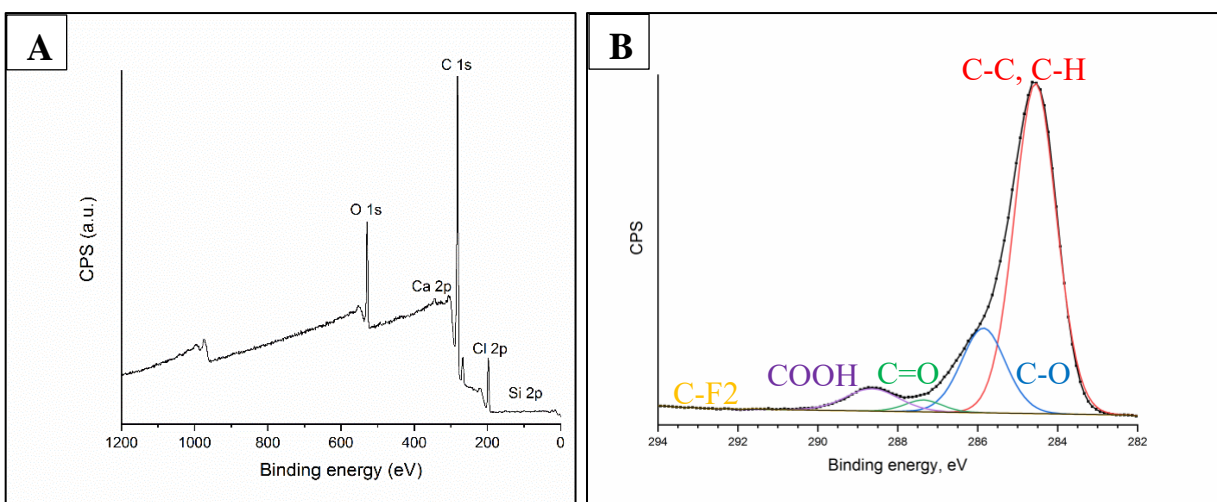 A
C 1s
O 1s
Ca 2p
Cl 2p
Si 2p
CPS (a.u.)
1200 1000 800 600 400 200 0
Binding energy (eV)
B
C-C, C-H
COOH
C=O
C-O
C-F2
CPS
294 292 290 288 286 284 282
Binding energy, eV